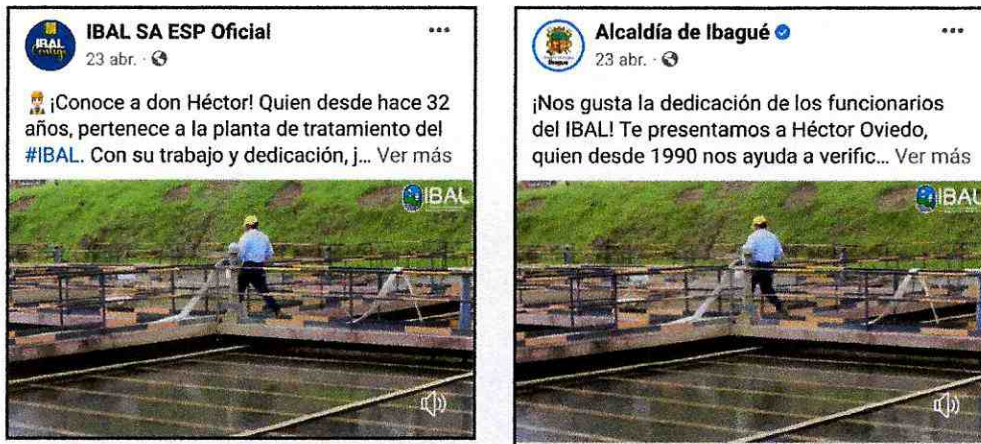 IBAL SA ESP Oficial
23 abr.
¡Conoce a don Héctor! Quien desde hace 32
años, pertenece a la planta de tratamiento del
#IBAL. Con su trabajo y dedicación, j... Ver más
IBAL
Alcaldía de Ibagué
23 abr.
¡Nos gusta la dedicación de los funcionarios
del IBAL! Te presentamos a Héctor Oviedo,
quien desde 1990 nos ayuda a verific... Ver más
IBAL